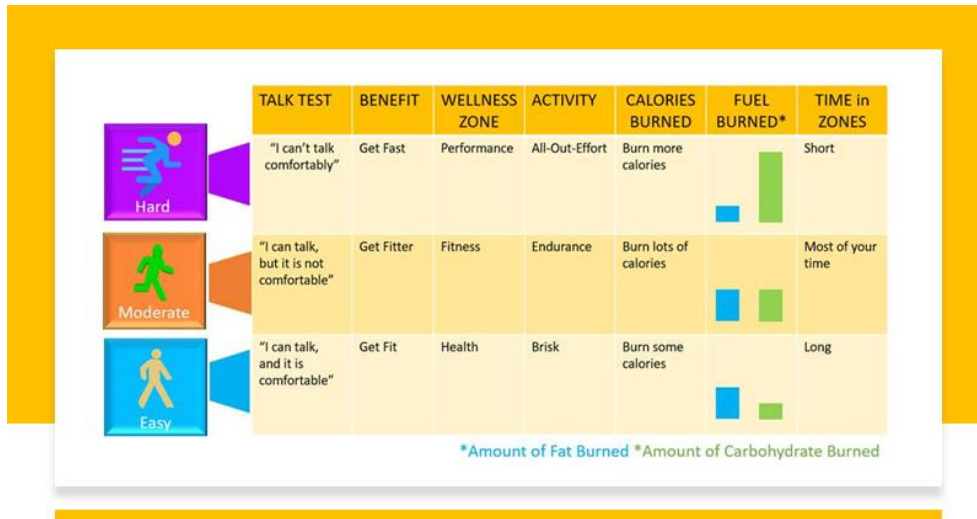 TALK TEST BENEFIT WELLNESS ZONE ACTIVITY CALORIES BURNED FUEL BURNED* TIME in ZONES
Hard
"I can't talk
comfortably"
Get Fast
Performance
All-Out-Effort
Burn more
calories
Short
Moderate
"I can talk,
but it is not
comfortable"
Get Fitter
Fitness
Endurance
Burn lots of
calories
Most of your
time
Easy
"I can talk,
and it is
comfortable"
Get Fit
Health
Brisk
Burn some
calories
Long
*Amount of Fat Burned *Amount of Carbohydrate Burned